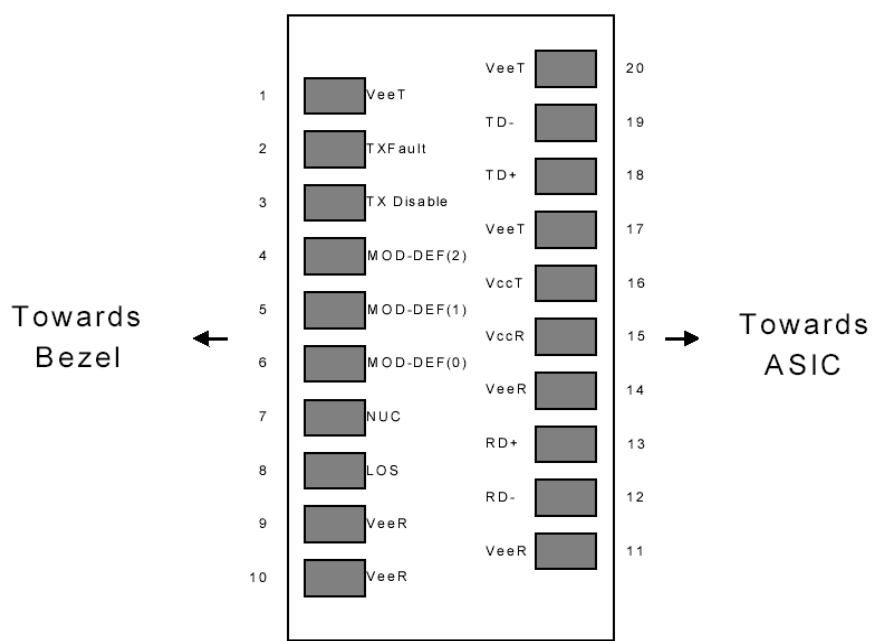 VeeT 20
1 VeeT
TD- 19
2 TXFault
TD+ 18
3 TX Disable
VeeT 17
4 MOD-DEF(2)
VccT 16
5 MOD-DEF(1)
Towards
Bezel
VccR 15
Towards
ASIC
6 MOD-DEF(0)
VeeR 14
7 NUC
RD+ 13
8 LOS
RD- 12
9 VeeR
VeeR 11
10 VeeR